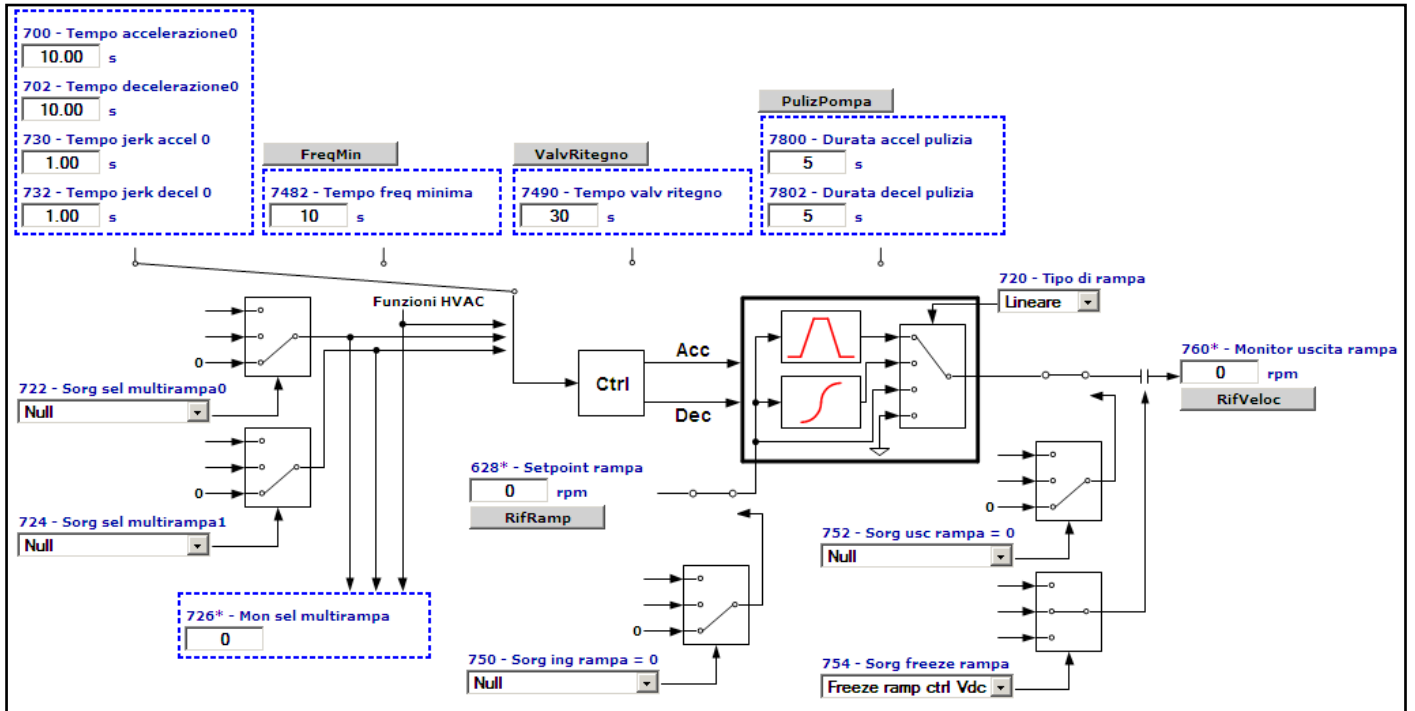 700 - Tempo accelerazione0
10.00 s
702 - Tempo decelerazione0
10.00 s
730 - Tempo jerk accel 0
1.00 s
732 - Tempo jerk decel 0
1.00 s
FreqMin
7482 - Tempo freq minima
10 s
ValvRitegno
7490 - Tempo valv ritegno
30 s
PulizPompa
7800 - Durata accel pulizia
5 s
7802 - Durata decel pulizia
5 s
Funzioni HVAC
0
722 - Sorg sel multirampa0
Null
0
724 - Sorg sel multirampa1
Null
726* - Mon sel multirampa
0
Ctrl
Acc
Dec
720 - Tipo di rampa
Lineare
760* - Monitor uscita rampa
0 rpm
RifVeloc
628* - Setpoint rampa
0 rpm
RifRamp
0
750 - Sorg ing rampa = 0
Null
0
752 - Sorg usc rampa = 0
Null
754 - Sorg freeze rampa
Freeze ramp ctrl Vdc